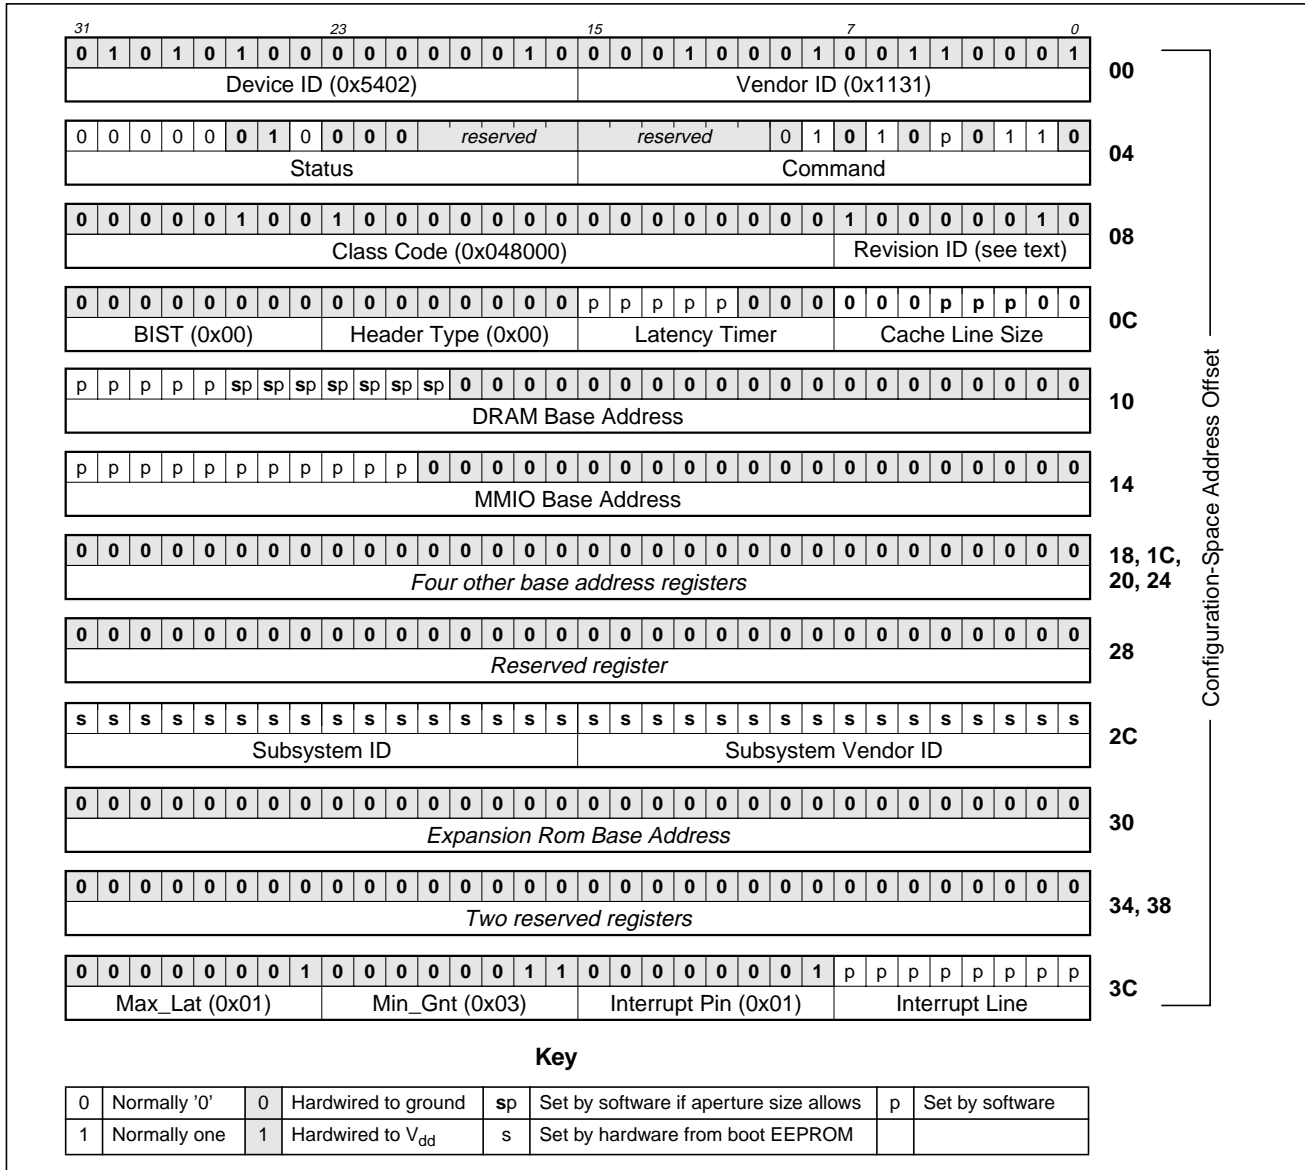 31 23 15 7 0
0 1 0 1 0 1 0 0 0 0 0 0 0 0 1 0 0 0 0 1 0 0 0 1 0 0 1 1 0 0 0 1
Device ID (0x5402) Vendor ID (0x1131) 00
0 0 0 0 0 0 1 0 0 0 0 reserved reserved 0 1 0 1 0 p 0 1 1 0
Status Command 04
0 0 0 0 0 1 0 0 1 0 0 0 0 0 0 0 0 0 0 0 0 0 0 0 1 0 0 0 0 0 1 0
Class Code (0x048000) Revision ID (see text) 08
0 0 0 0 0 0 0 0 0 0 0 0 0 0 0 0 p p p p p 0 0 0 0 0 0 p p p 0 0
BIST (0x00) Header Type (0x00) Latency Timer Cache Line Size 0C
p p p p p sp sp sp sp sp sp sp 0 0 0 0 0 0 0 0 0 0 0 0 0 0 0 0 0 0 0 0
DRAM Base Address 10
p p p p p p p p p p p 0 0 0 0 0 0 0 0 0 0 0 0 0 0 0 0 0 0 0 0 0
MMIO Base Address 14
0 0 0 0 0 0 0 0 0 0 0 0 0 0 0 0 0 0 0 0 0 0 0 0 0 0 0 0 0 0 0 0
Four other base address registers 18, 1C, 20, 24
0 0 0 0 0 0 0 0 0 0 0 0 0 0 0 0 0 0 0 0 0 0 0 0 0 0 0 0 0 0 0 0
Reserved register 28
s s s s s s s s s s s s s s s s s s s s s s s s s s s s s s s s
Subsystem ID Subsystem Vendor ID 2C
0 0 0 0 0 0 0 0 0 0 0 0 0 0 0 0 0 0 0 0 0 0 0 0 0 0 0 0 0 0 0 0
Expansion Rom Base Address 30
0 0 0 0 0 0 0 0 0 0 0 0 0 0 0 0 0 0 0 0 0 0 0 0 0 0 0 0 0 0 0 0
Two reserved registers 34, 38
0 0 0 0 0 0 0 1 0 0 0 0 0 0 1 1 0 0 0 0 0 0 0 1 p p p p p p p p
Max_Lat (0x01) Min_Gnt (0x03) Interrupt Pin (0x01) Interrupt Line 3C
Configuration-Space Address Offset
Key
0 Normally '0' 0 Hardwired to ground sp Set by software if aperture size allows p Set by software
1 Normally one 1 Hardwired to Vdd s Set by hardware from boot EEPROM